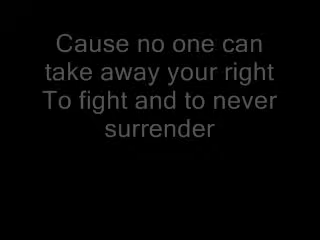 Cause no one can
take away your right
To fight and to never
surrender